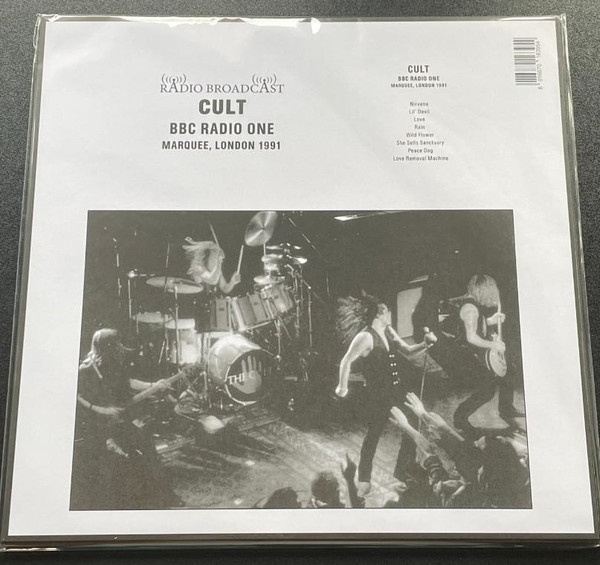 RADIO BROADCAST
CULT
BBC RADIO ONE
MARQUEE, LONDON 1991
CULT
BBC RADIO ONE
MARQUEE, LONDON 1991
Nirvana
Lil' Devil
Love
Rain
Wild Flower
She Sells Sanctuary
Peace Dog
Love Removal Machine
THE